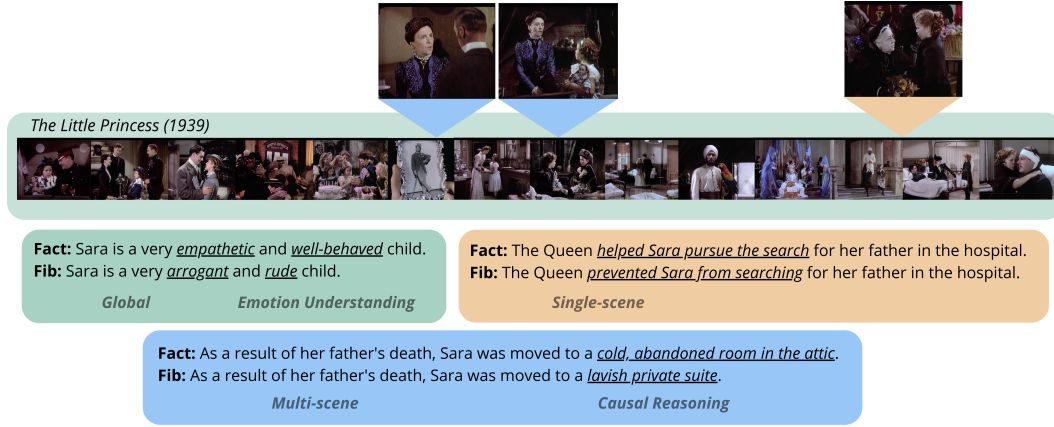 The Little Princess (1939)
Fact: Sara is a very empathetic and well-behaved child.
Fib: Sara is a very arrogant and rude child.
Global Emotion Understanding
Fact: The Queen helped Sara pursue the search for her father in the hospital.
Fib: The Queen prevented Sara from searching for her father in the hospital.
Single-scene
Fact: As a result of her father's death, Sara was moved to a cold, abandoned room in the attic.
Fib: As a result of her father's death, Sara was moved to a lavish private suite.
Multi-scene Causal Reasoning